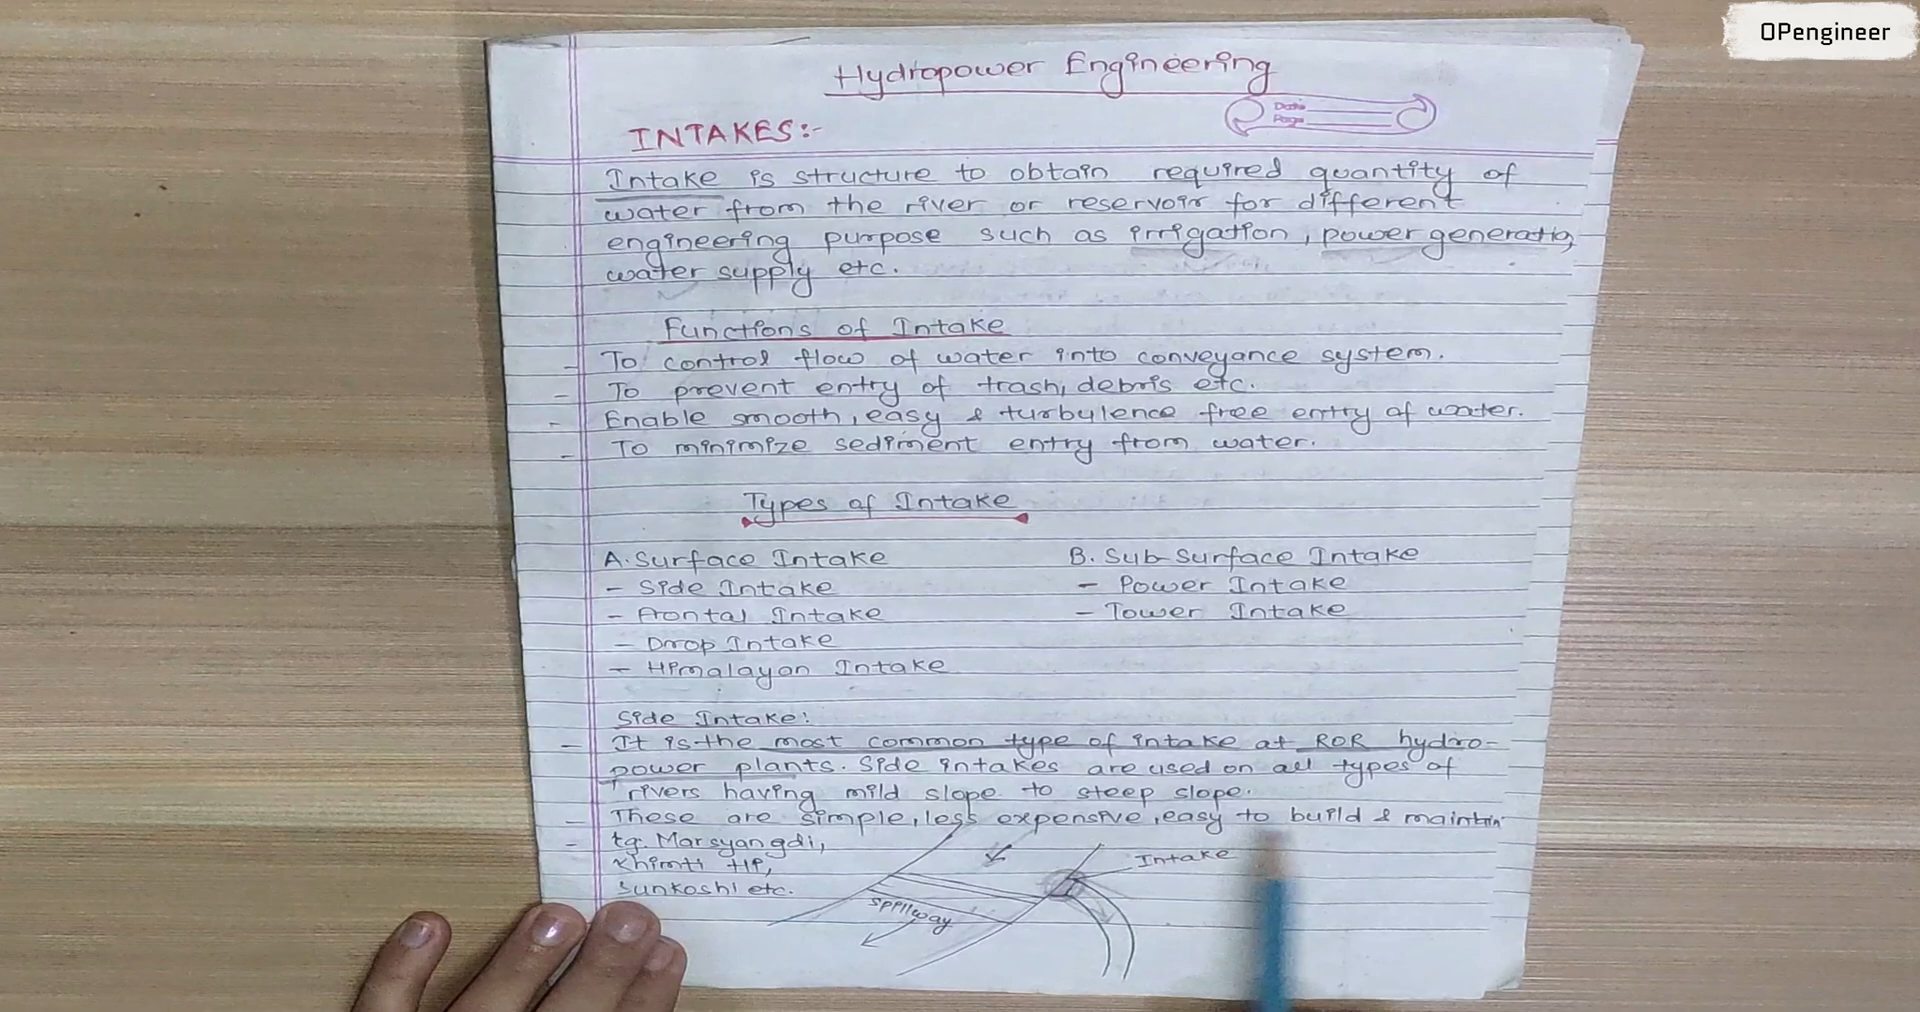 OPengineer
Hydropower Engineering
Date
Page
INTAKES:-
Intake is structure to obtain required quantity of
water from the river or reservoir for different
engineering purpose such as irrigation, power generatio
water supply etc.
Functions of Intake
- To control flow of water into conveyance system.
- To prevent entry of trash, debris etc.
- Enable smooth, easy & turbulence free entry of water.
- To minimize sediment entry from water.
Types of Intake
A. Surface Intake
- Side Intake
- Frontal Intake
- Drop Intake
- Himalayan Intake
B. Sub Surface Intake
- Power Intake
- Tower Intake
Side Intake:
- It is the most common type of intake at ROR hydro-
power plants. Side intakes are used on all types of
rivers having mild slope to steep slope.
- These are simple, less expensive, easy to build & maintain
- eg. Marsyangdi,
Khimti HP,
Sunkoshi etc.
Intake
spillway